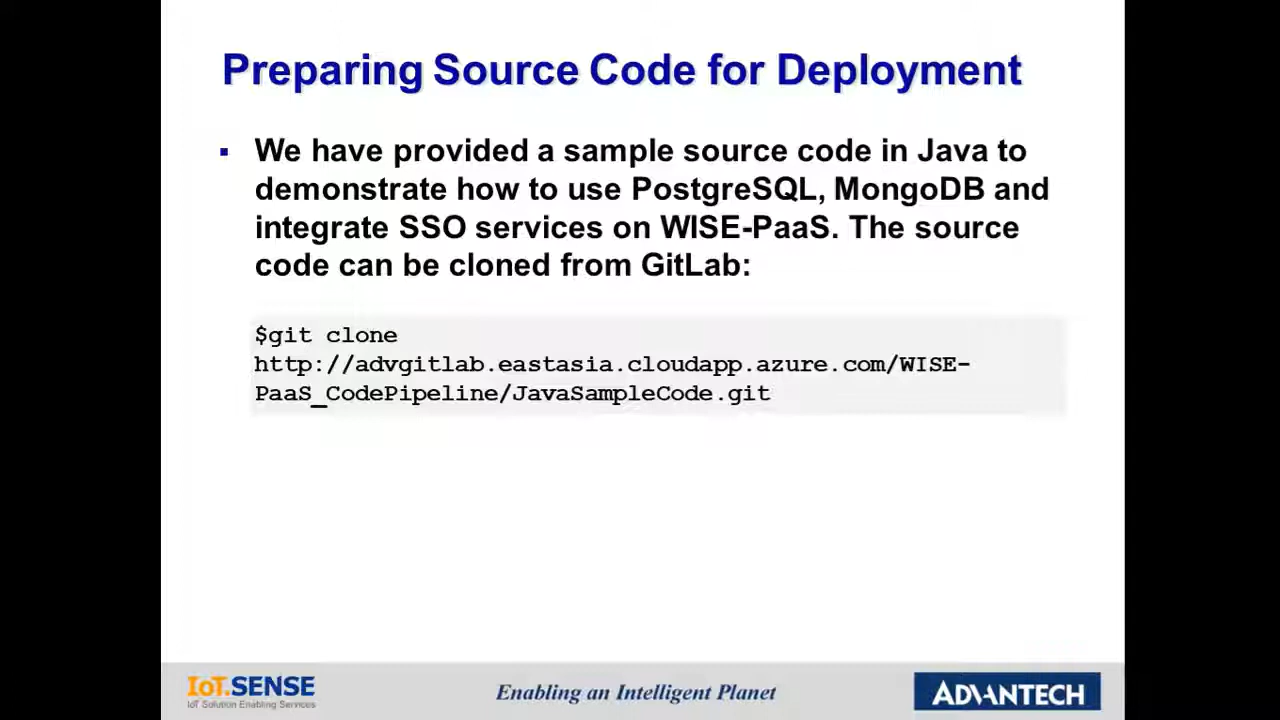 Preparing Source Code for Deployment
▪ We have provided a sample source code in Java to
demonstrate how to use PostgreSQL, MongoDB and
integrate SSO services on WISE-PaaS. The source
code can be cloned from GitLab:
$git clone
http://advgitlab.eastasia.cloudapp.azure.com/WISE-
PaaS_CodePipeline/JavaSampleCode.git
IoT.SENSE
IoT Solution Enabling Services
Enabling an Intelligent Planet
ADVANTECH